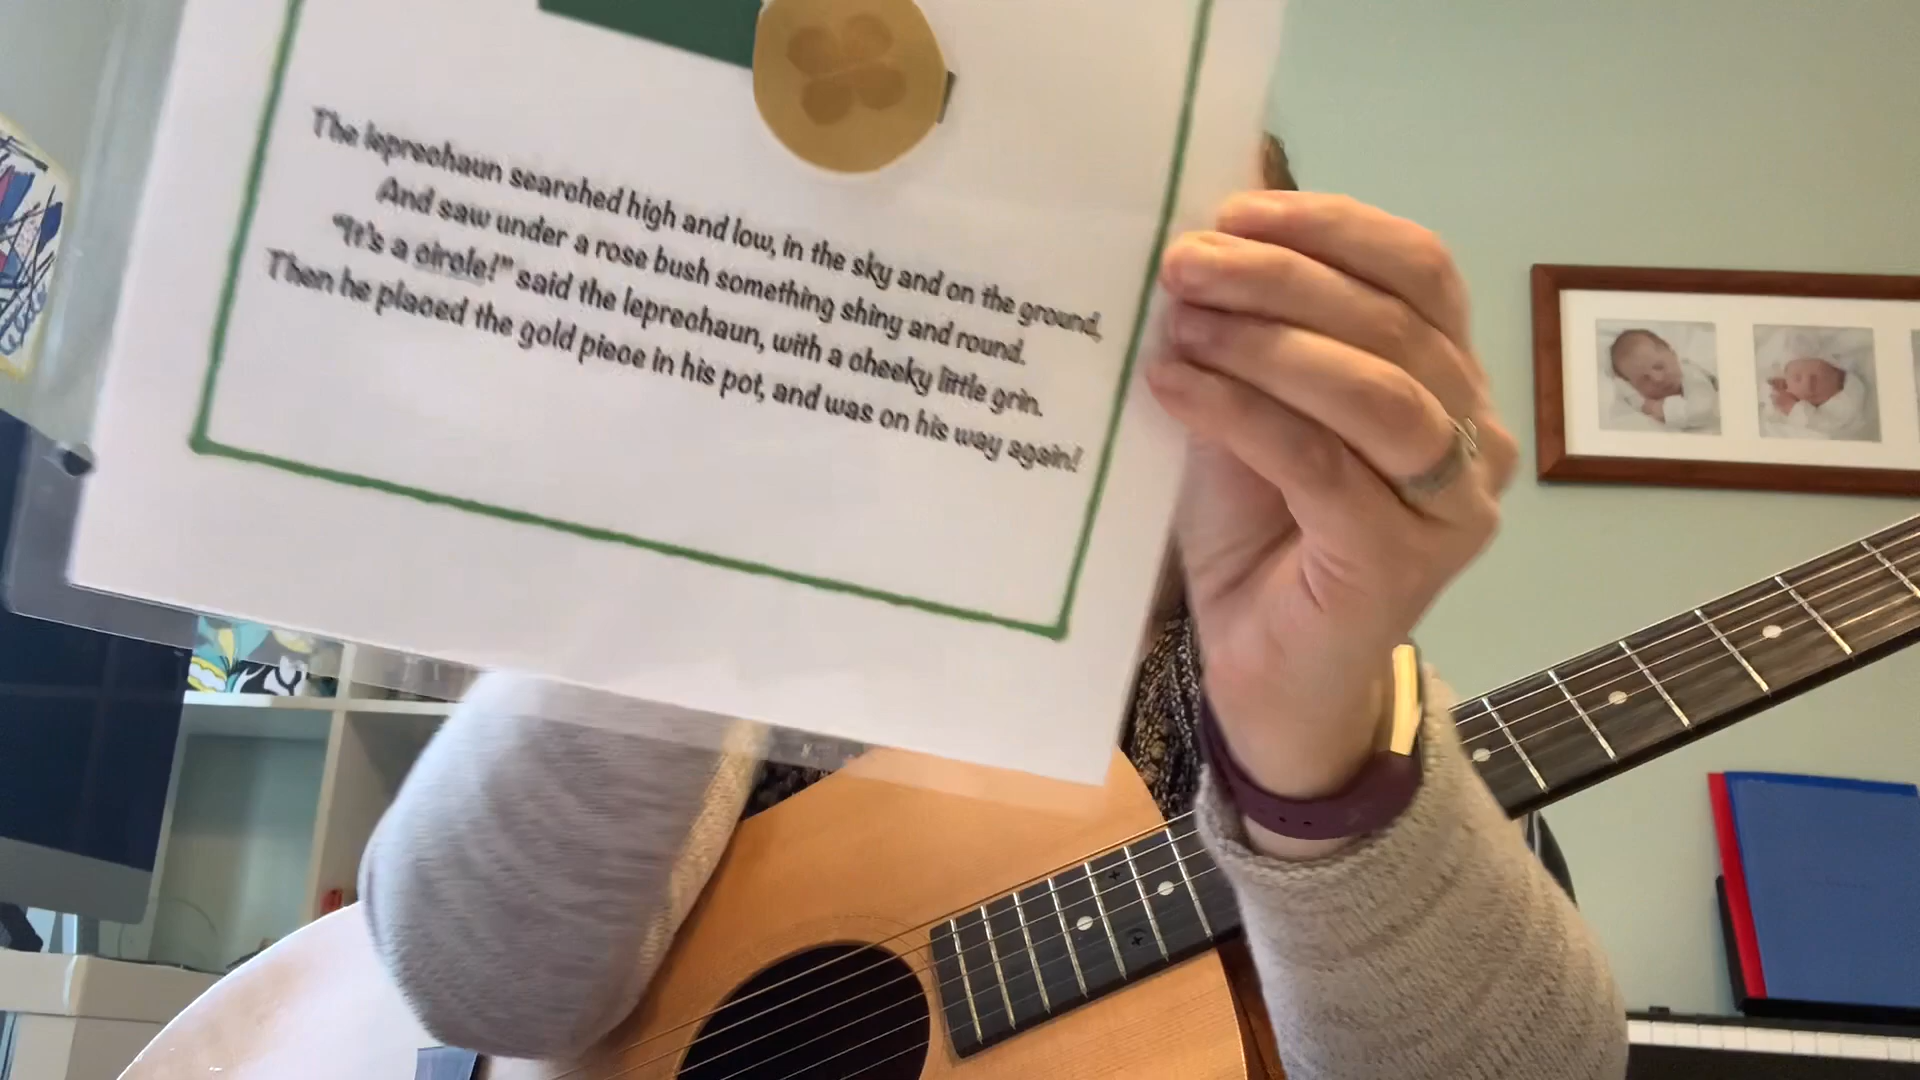 The leprechaun searched high and low, in the sky and on the ground,
And saw under a rose bush something shiny and round.
"It's a circle!" said the leprechaun, with a cheeky little grin.
Then he placed the gold piece in his pot, and was on his way again!